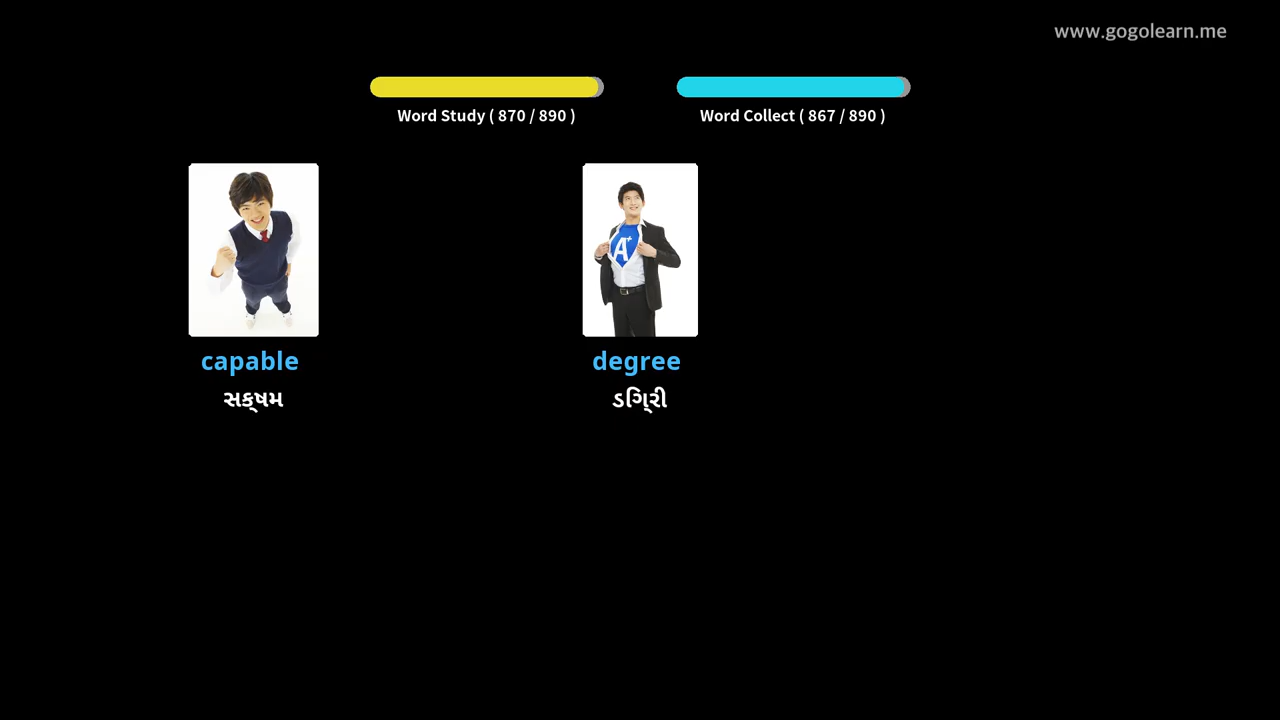 www.gogolearn.me
Word Study ( 870 / 890 )
Word Collect ( 867 / 890 )
A+
capable
સક્ષમ
degree
ડિગ્રી